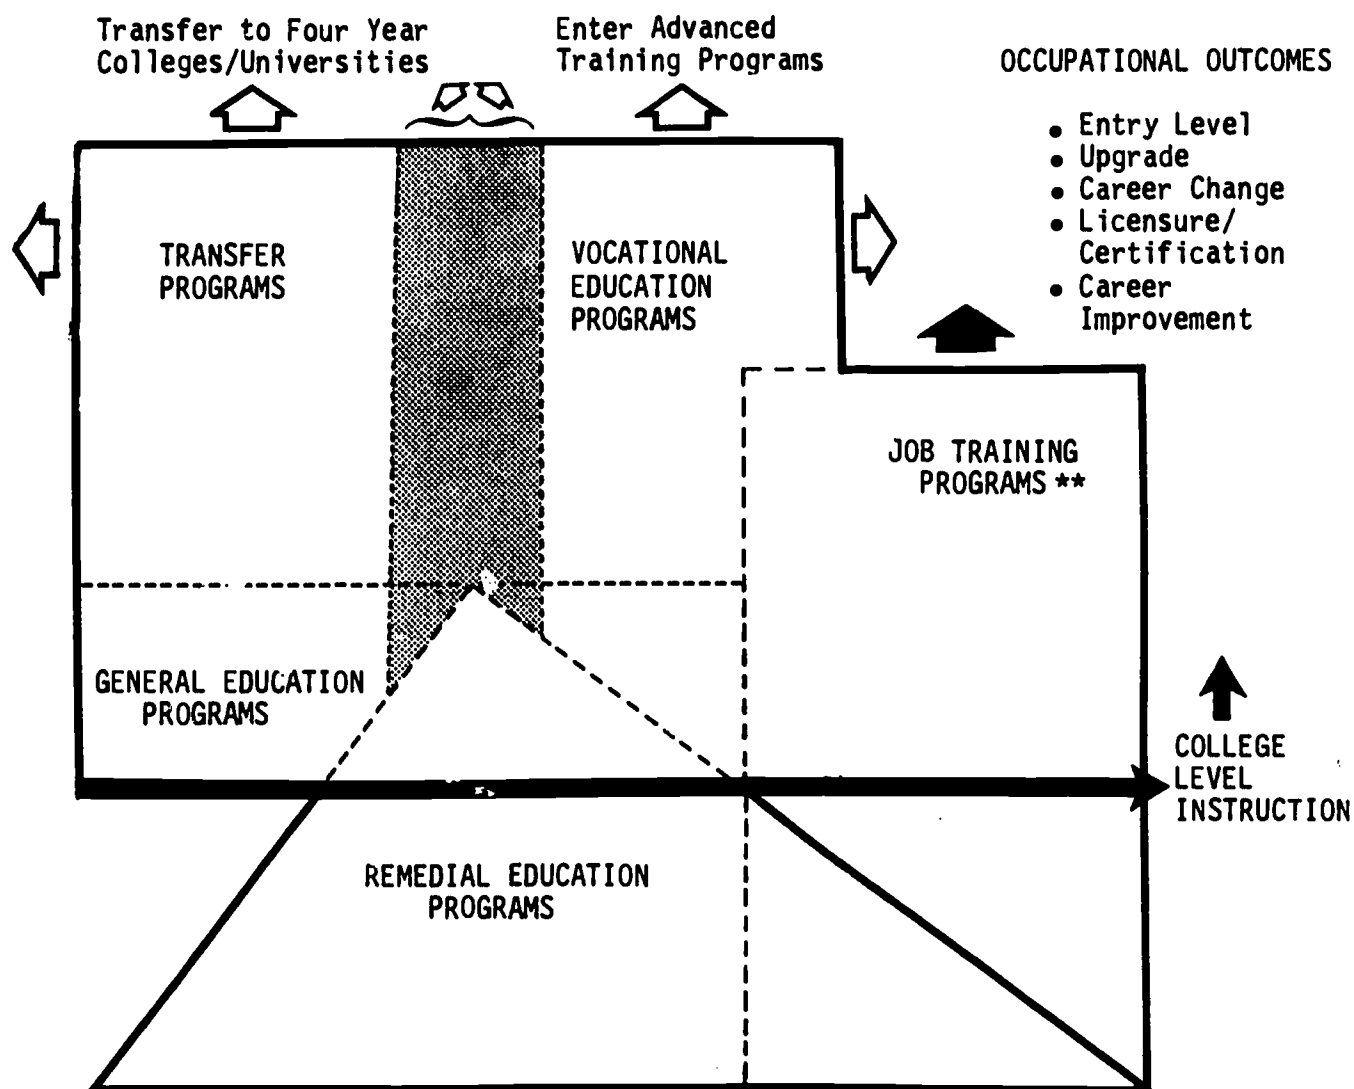 Transfer to Four Year
Colleges/Universities
Enter Advanced
Training Programs
OCCUPATIONAL OUTCOMES
• Entry Level
• Upgrade
• Career Change
• Licensure/
Certification
• Career
Improvement
TRANSFER
PROGRAMS
VOCATIONAL
EDUCATION
PROGRAMS
JOB TRAINING
PROGRAMS **
GENERAL EDUCATION
PROGRAMS
COLLEGE
LEVEL
INSTRUCTION
REMEDIAL EDUCATION
PROGRAMS